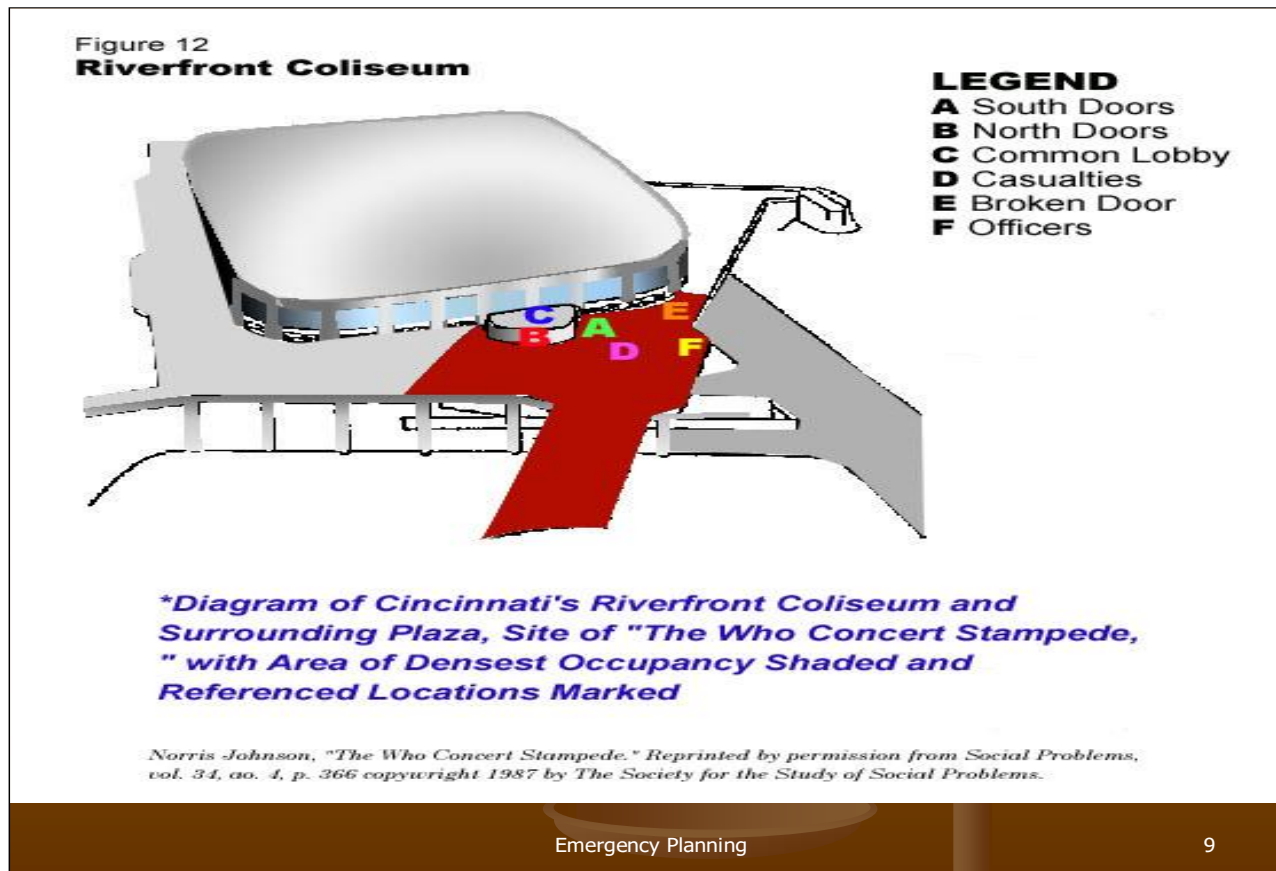 Figure 12
Riverfront Coliseum
LEGEND
A South Doors
B North Doors
C Common Lobby
D Casualties
E Broken Door
F Officers
C
E
A
B
D
F
*Diagram of Cincinnati's Riverfront Coliseum and
Surrounding Plaza, Site of "The Who Concert Stampede,
" with Area of Densest Occupancy Shaded and
Referenced Locations Marked
Norris Johnson, "The Who Concert Stampede." Reprinted by permission from Social Problems,
vol. 34, ao. 4, p. 366 copywright 1987 by The Society for the Study of Social Problems.
Emergency Planning
9